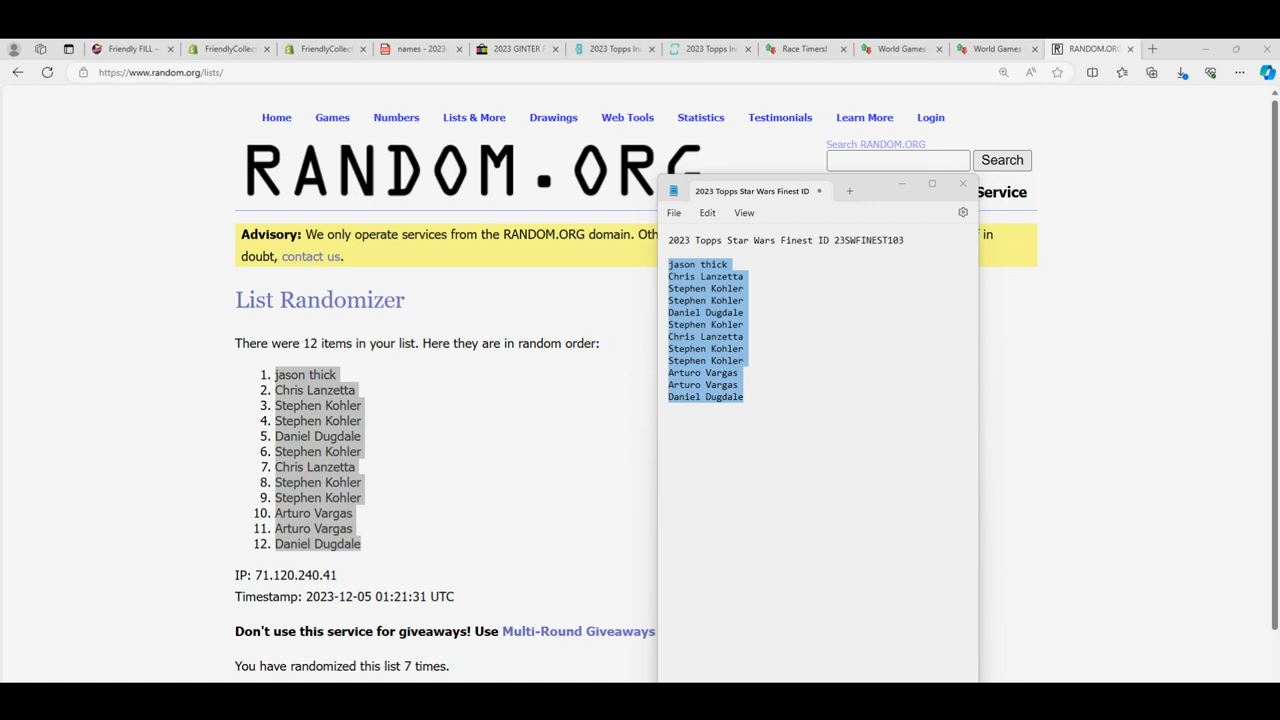 Friendly FILL -
FriendlyCollec
FriendlyCollect
names - 2023-
2023 GINTER F
2023 Topps In
2023 Topps In
Race Timers!
World Games
World Games
RANDOM.ORG
https://www.random.org/lists/
Home Games Numbers Lists & More Drawings Web Tools Statistics Testimonials Learn More Login
RANDOM.ORG
Search RANDOM.ORG
Search
Service
Advisory: We only operate services from the RANDOM.ORG domain. Oth
in
doubt, contact us.
List Randomizer
There were 12 items in your list. Here they are in random order:
1. jason thick
2. Chris Lanzetta
3. Stephen Kohler
4. Stephen Kohler
5. Daniel Dugdale
6. Stephen Kohler
7. Chris Lanzetta
8. Stephen Kohler
9. Stephen Kohler
10. Arturo Vargas
11. Arturo Vargas
12. Daniel Dugdale
IP: 71.120.240.41
Timestamp: 2023-12-05 01:21:31 UTC
Don't use this service for giveaways! Use Multi-Round Giveaways
You have randomized this list 7 times.
2023 Topps Star Wars Finest ID
File Edit View
2023 Topps Star Wars Finest ID 23SWFINEST103
jason thick
Chris Lanzetta
Stephen Kohler
Stephen Kohler
Daniel Dugdale
Stephen Kohler
Chris Lanzetta
Stephen Kohler
Stephen Kohler
Arturo Vargas
Arturo Vargas
Daniel Dugdale